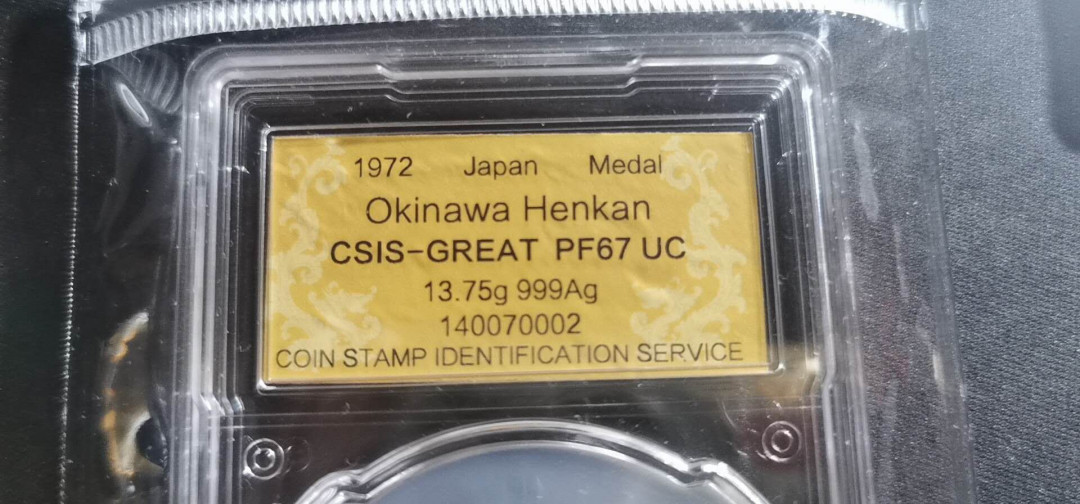 1972 Japan Medal
Okinawa Henkan
CSIS-GREAT PF67 UC
13.75g 999Ag
140070002
COIN STAMP IDENTIFICATION SERVICE